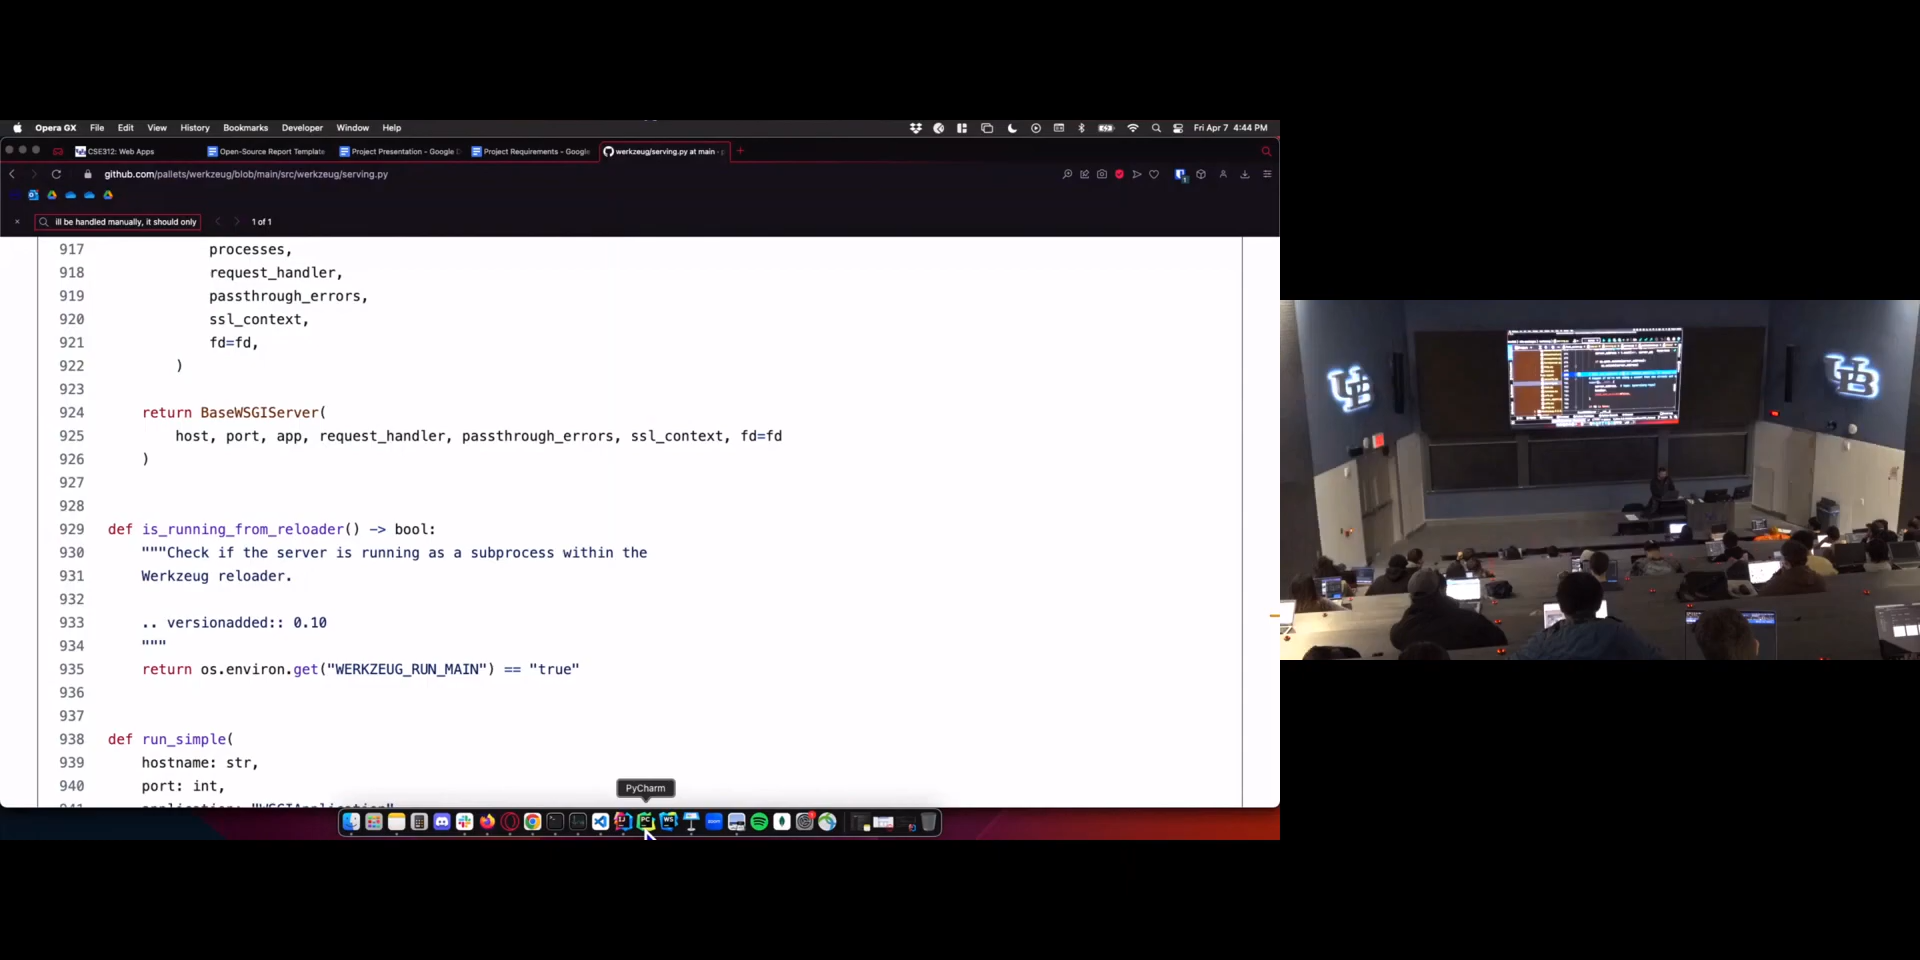 Opera GX File Edit View History Bookmarks Developer Window Help Fri Apr 7 4:44 PM
CSE312: Web Apps Open-Source Report Templat Project Presentation - Google D Project Requirements - Google werkzeug/serving.py at main ·
github.com/pallets/werkzeug/blob/main/src/werkzeug/serving.py
ill be handled manually, it should only 1 of 1
917 processes,
918 request_handler,
919 passthrough_errors,
920 ssl_context,
921 fd=fd,
922 )
923
924 return BaseWSGIServer(
925 host, port, app, request_handler, passthrough_errors, ssl_context, fd=fd
926 )
927
928
929 def is_running_from_reloader() -> bool:
930 """Check if the server is running as a subprocess within the
931 Werkzeug reloader.
932
933 .. versionadded:: 0.10
934 """
935 return os.environ.get("WERKZEUG_RUN_MAIN") == "true"
936
937
938 def run_simple(
939 hostname: str,
940 port: int,
941 application: "WSGIApplication",
PyCharm
UB
UB